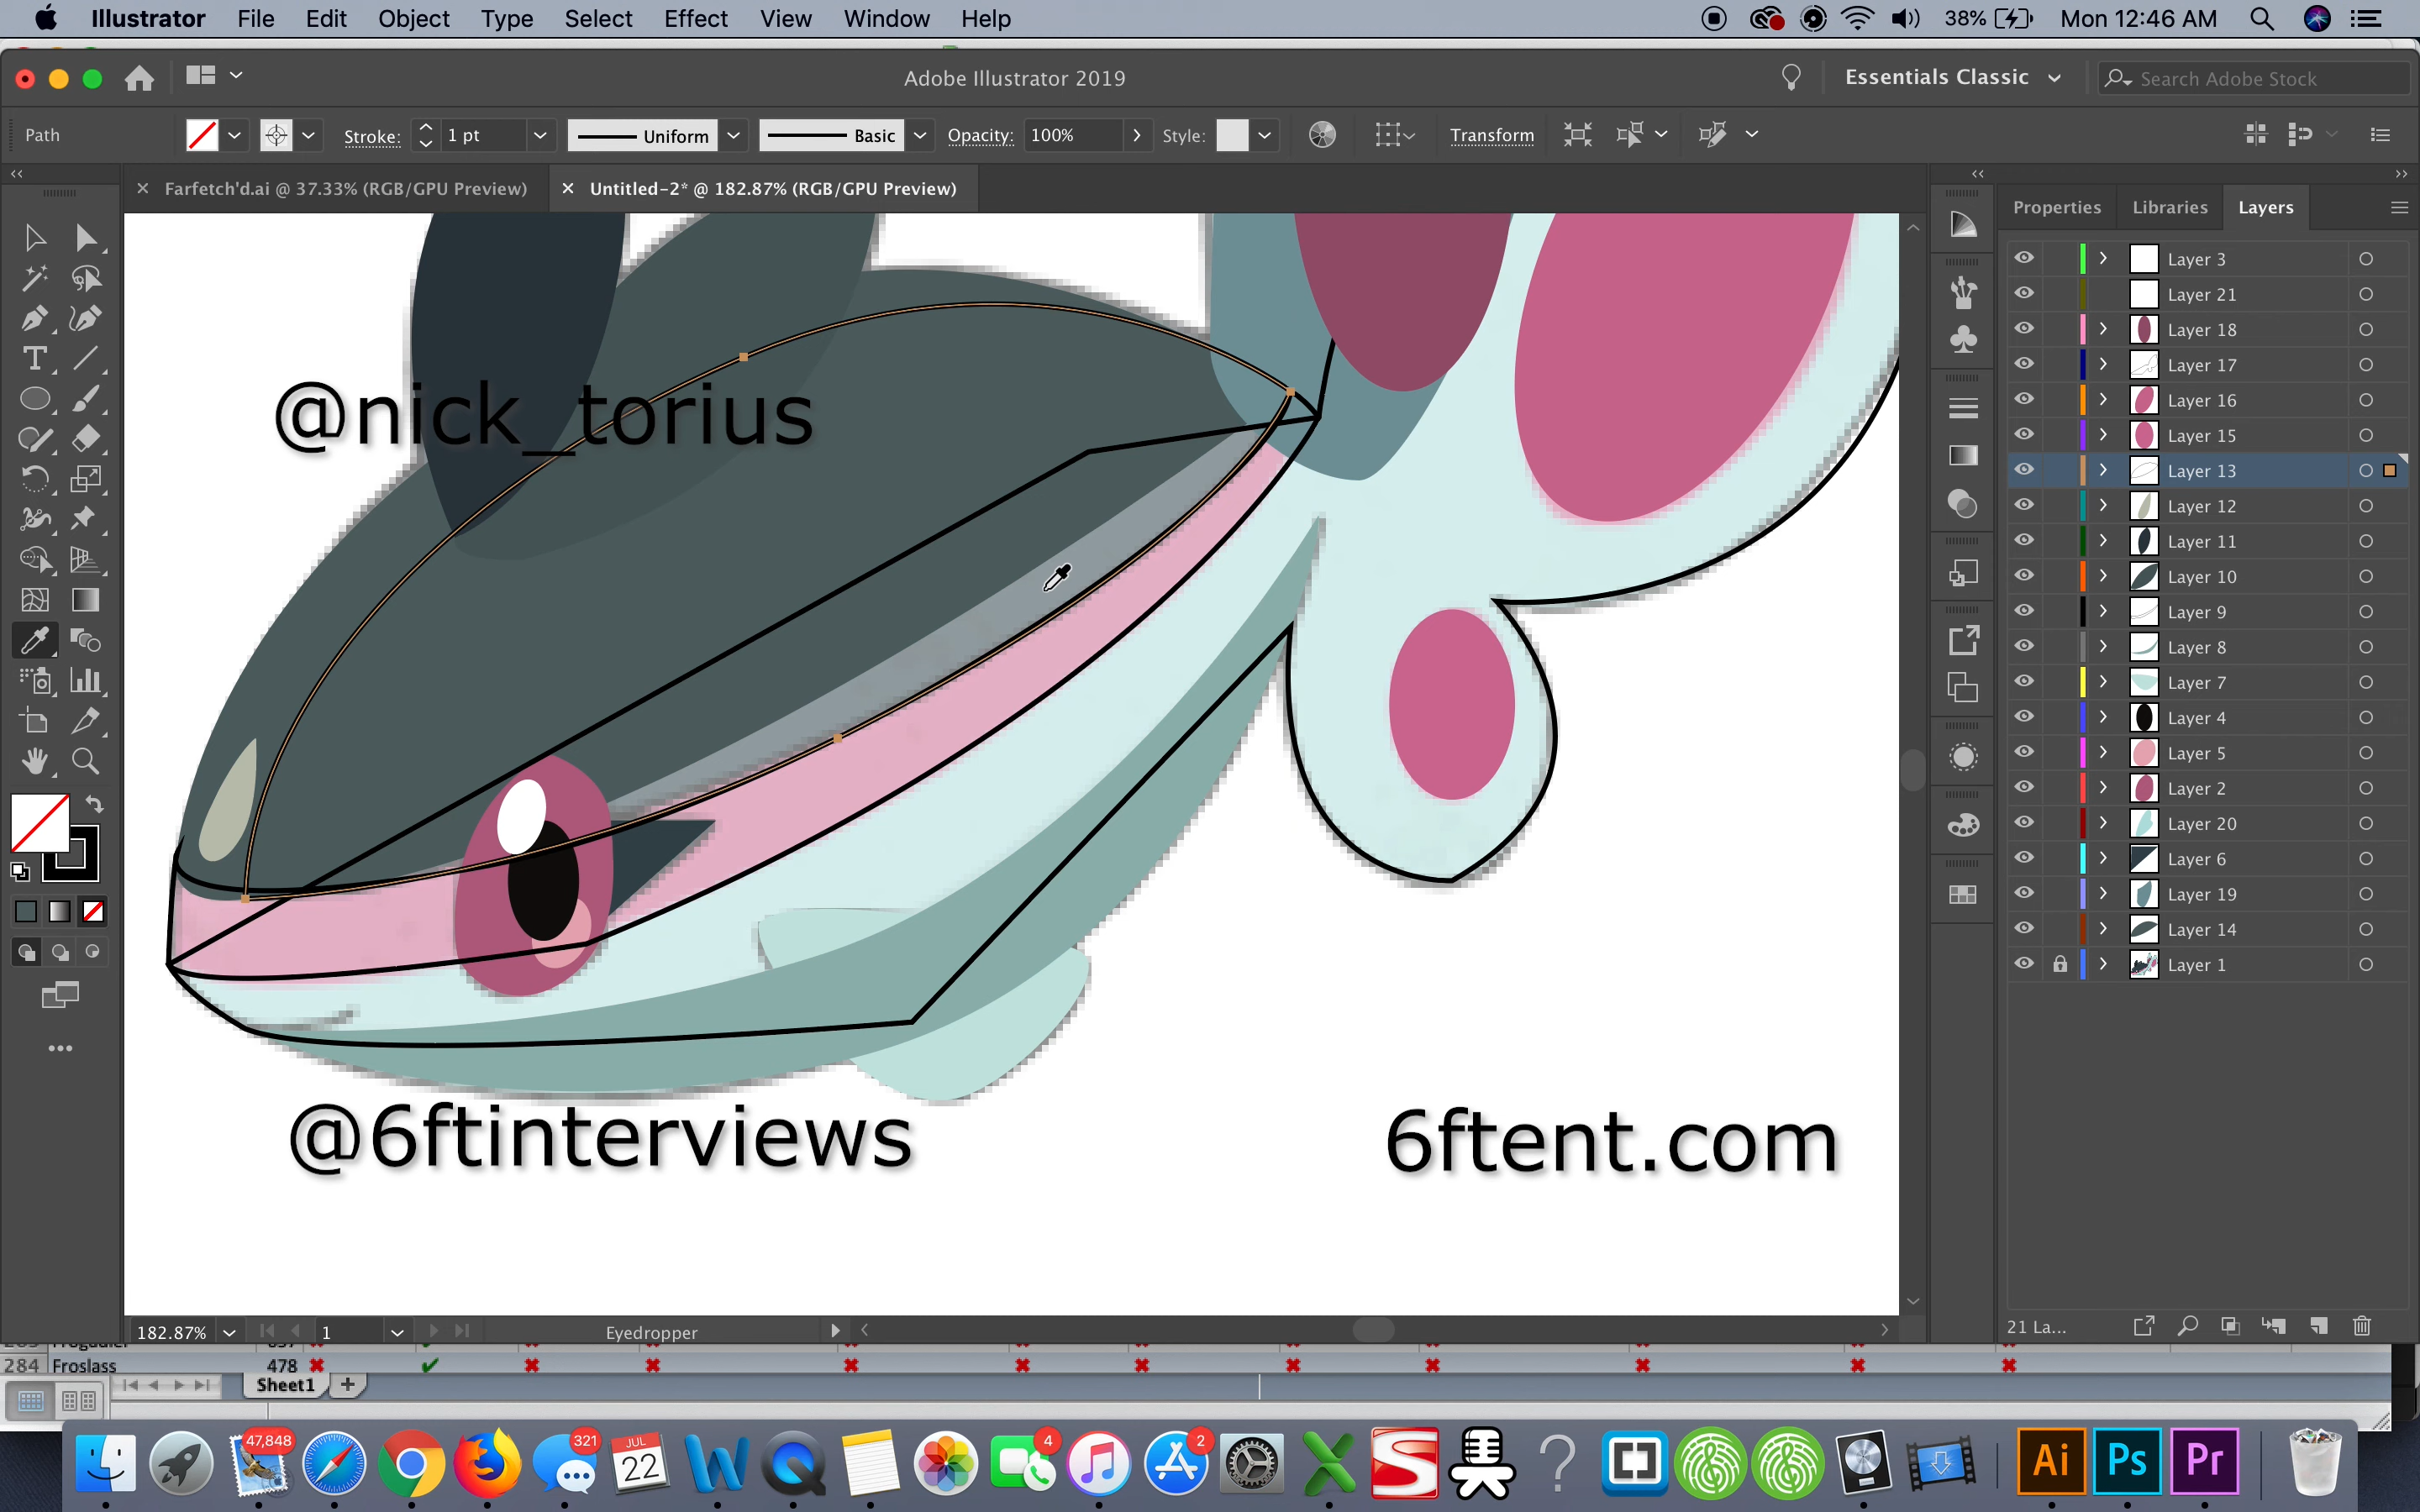 Illustrator File Edit Object Type Select Effect View Window Help 38% Mon 12:46 AM
Adobe Illustrator 2019 Essentials Classic Search Adobe Stock
Path Stroke: 1 pt Uniform Basic Opacity: 100% Style: Transform
Farfetch'd.ai @ 37.33% (RGB/GPU Preview) Untitled-2* @ 182.87% (RGB/GPU Preview)
Properties Libraries Layers
Layer 3
Layer 21
Layer 18
Layer 17
Layer 16
Layer 15
Layer 13
Layer 12
Layer 11
Layer 10
Layer 9
Layer 8
Layer 7
Layer 4
Layer 5
Layer 2
Layer 20
Layer 6
Layer 19
Layer 14
Layer 1
@nick_torius
@6ftinterviews 6ftent.com
182.87% 1 Eyedropper 21 La...
284 Froslass 478
Sheet1
47,848 321 JUL 22 4 2
Ai Ps Pr